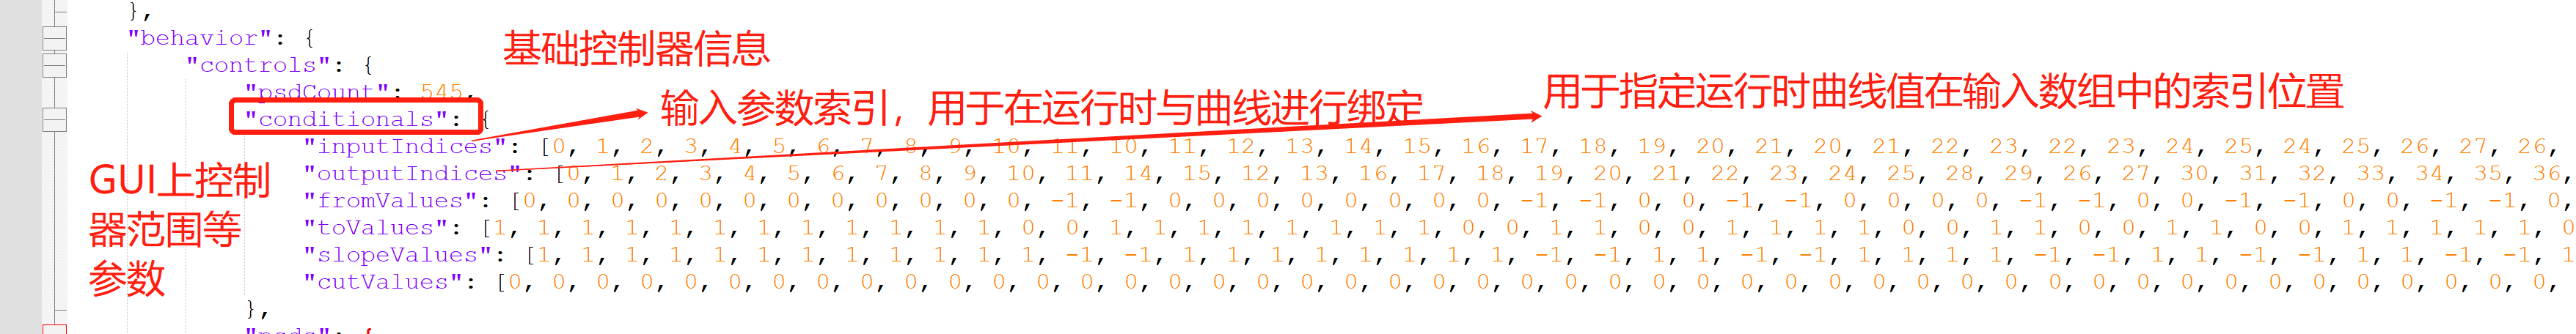 },
"behavior": {
基础控制器信息
"controls": {
"psdCount": 545,
用于指定运行时曲线值在输入数组中的索引位置
输入参数索引，用于在运行时与曲线进行绑定
"conditionals": {
"inputIndices": [0, 1, 2, 3, 4, 5, 6, 7, 8, 9, 10, 11, 10, 11, 12, 13, 14, 15, 16, 17, 18, 19, 20, 21, 20, 21, 22, 23, 22, 23, 24, 25, 24, 25, 26, 27, 26,
"outputIndices": [0, 1, 2, 3, 4, 5, 6, 7, 8, 9, 10, 11, 14, 15, 12, 13, 16, 17, 18, 19, 20, 21, 22, 23, 24, 25, 28, 29, 26, 27, 30, 31, 32, 33, 34, 35, 36,
GUI上控制
器范围等
参数
"fromValues": [0, 0, 0, 0, 0, 0, 0, 0, 0, 0, 0, 0, -1, -1, 0, 0, 0, 0, 0, 0, 0, 0, -1, -1, 0, 0, -1, -1, 0, 0, 0, 0, -1, -1, 0, 0, -1, -1, 0, 0, -1, -1, 0,
"toValues": [1, 1, 1, 1, 1, 1, 1, 1, 1, 1, 1, 1, 0, 0, 1, 1, 1, 1, 1, 1, 1, 1, 0, 0, 1, 1, 0, 0, 1, 1, 1, 1, 0, 0, 1, 1, 0, 0, 1, 1, 0, 0, 1, 1, 1, 1, 1, 0
"slopeValues": [1, 1, 1, 1, 1, 1, 1, 1, 1, 1, 1, 1, -1, -1, 1, 1, 1, 1, 1, 1, 1, 1, -1, -1, 1, 1, -1, -1, 1, 1, 1, 1, -1, -1, 1, 1, -1, -1, 1, 1, -1, -1, 1
"cutValues": [0, 0, 0, 0, 0, 0, 0, 0, 0, 0, 0, 0, 0, 0, 0, 0, 0, 0, 0, 0, 0, 0, 0, 0, 0, 0, 0, 0, 0, 0, 0, 0, 0, 0, 0, 0, 0, 0, 0, 0, 0, 0, 0, 0, 0, 0, 0,
},
"psds": {